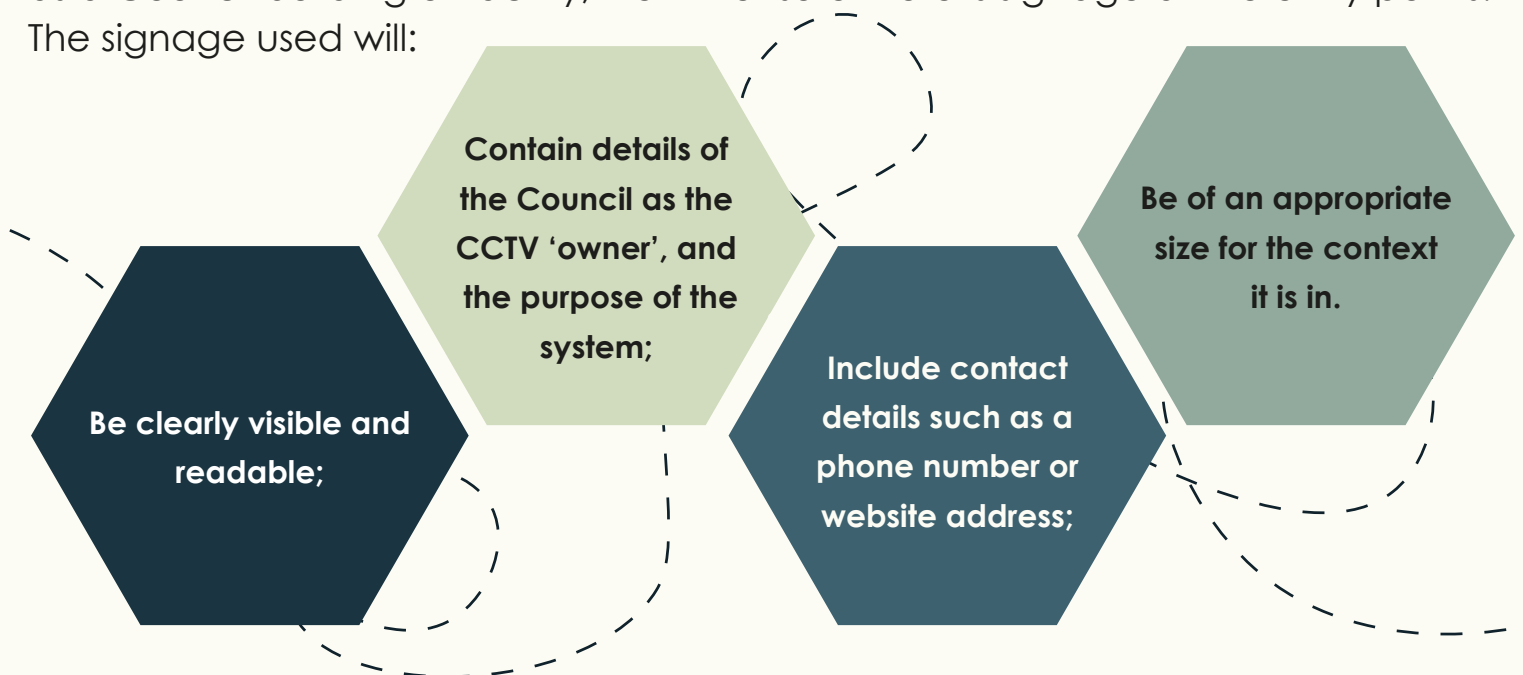 The signage used will:
Be clearly visible and
readable;
Contain details of
the Council as the
CCTV ‘owner’, and
the purpose of the
system;
Include contact
details such as a
phone number or
website address;
Be of an appropriate
size for the context
it is in.